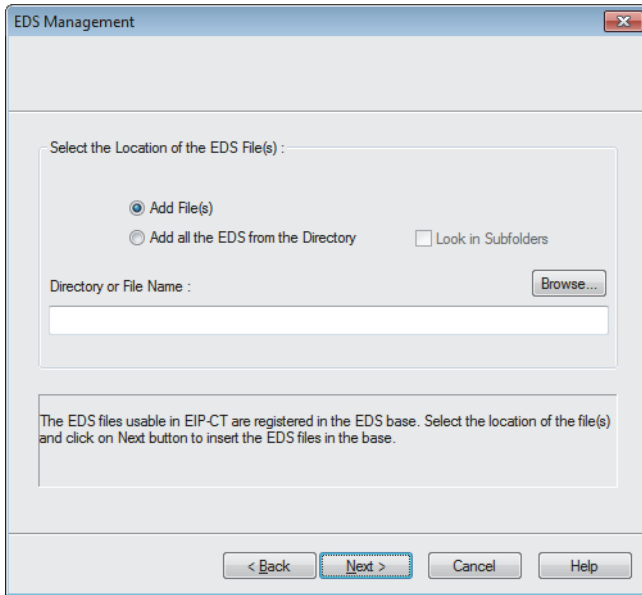 EDS Management
Select the Location of the EDS File(s) :
Add File(s)
Add all the EDS from the Directory
Look in Subfolders
Directory or File Name :
Browse...
The EDS files usable in EIP-CT are registered in the EDS base. Select the location of the file(s)
and click on Next button to insert the EDS files in the base.
< Back
Next >
Cancel
Help